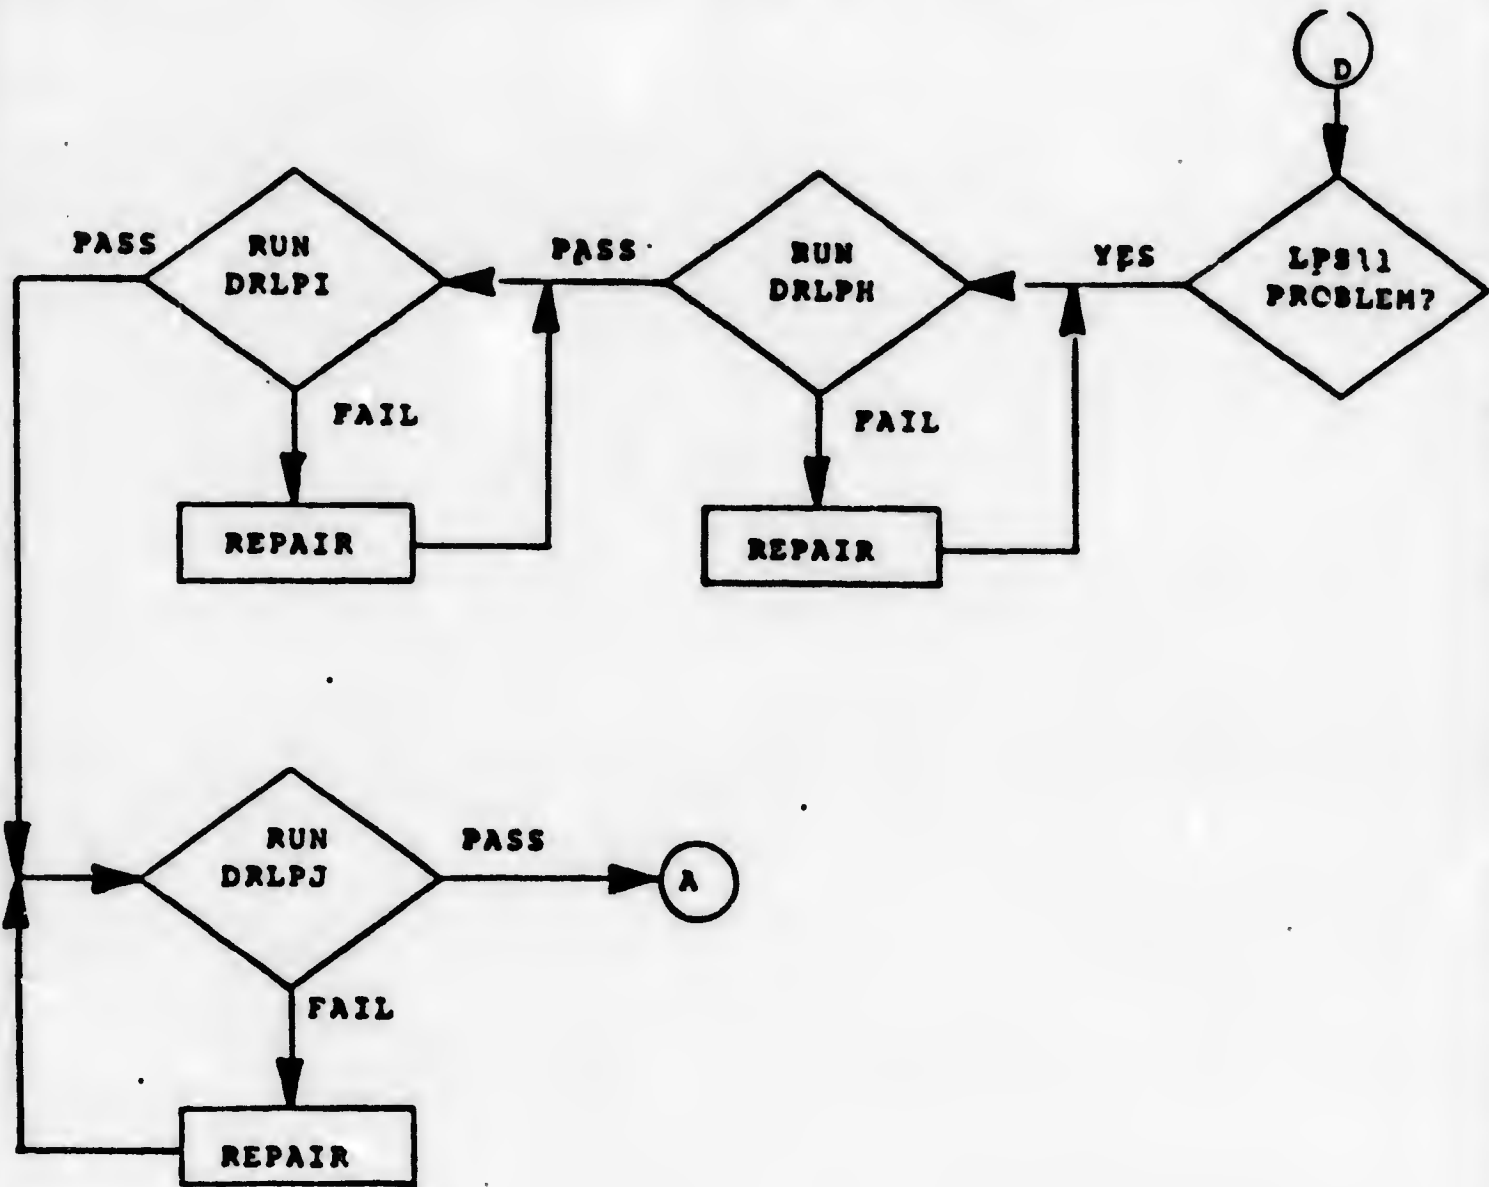 D
LPS11
PROBLEM?
YES
RUN
DRLPH
PASS
FAIL
REPAIR
RUN
DRLPI
PASS
FAIL
REPAIR
RUN
DRLPJ
PASS
A
FAIL
REPAIR